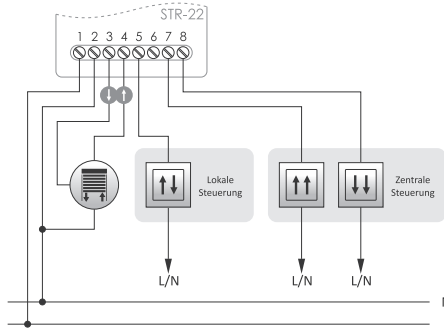 STR-22
1 2 3 4 5 6 7 8
Lokale
Steuerung
Zentrale
Steuerung
L/N L/N L/N